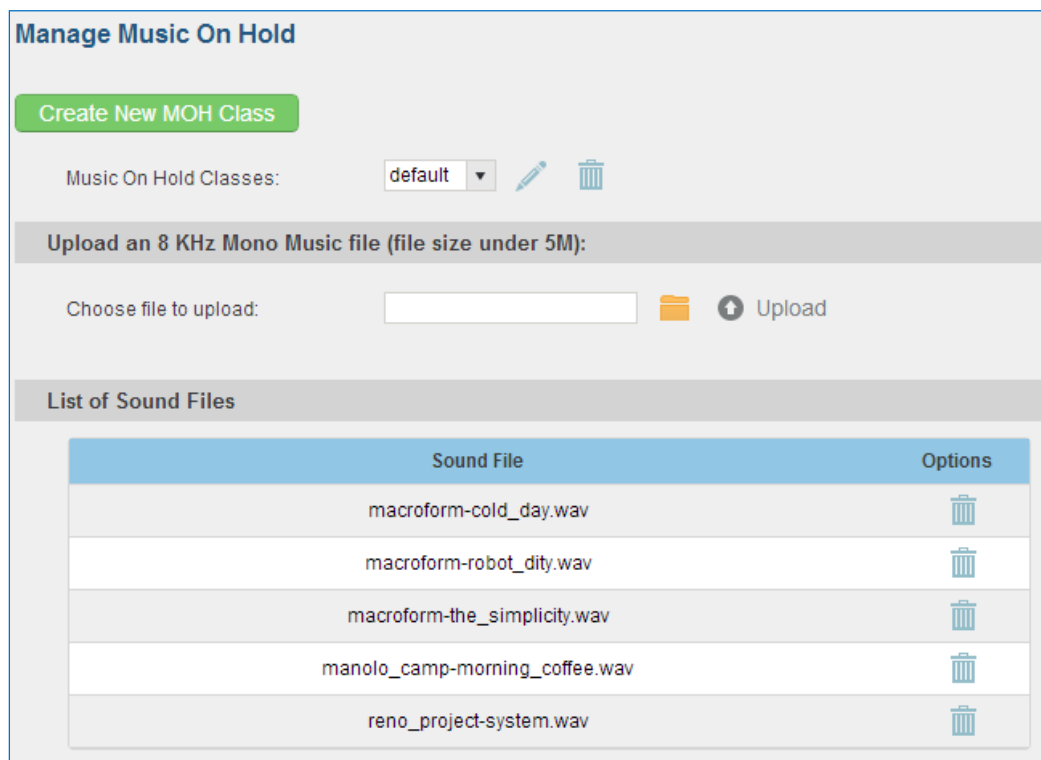 Manage Music On Hold
Create New MOH Class
Music On Hold Classes: default
Upload an 8 KHz Mono Music file (file size under 5M):
Choose file to upload: Upload
List of Sound Files
Sound File Options
macroform-cold_day.wav
macroform-robot_dity.wav
macroform-the_simplicity.wav
manolo_camp-morning_coffee.wav
reno_project-system.wav